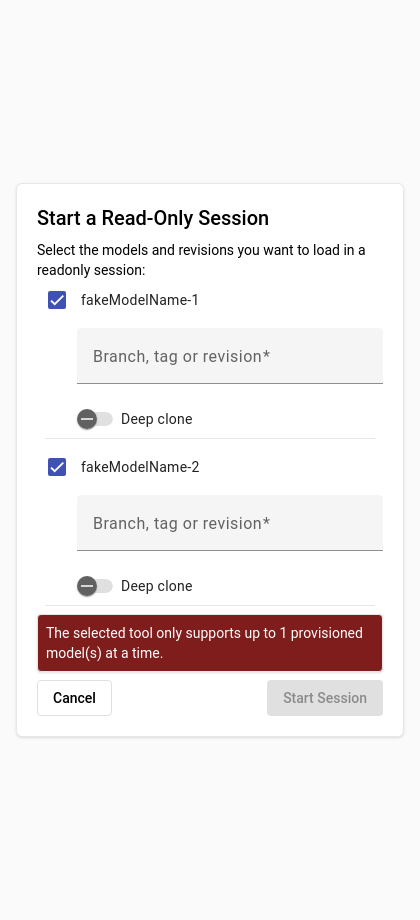 Start a Read-Only Session
Select the models and revisions you want to load in a
readonly session:
fakeModelName-1
Branch, tag or revision*
Deep clone
fakeModelName-2
Branch, tag or revision*
Deep clone
The selected tool only supports up to 1 provisioned
model(s) at a time.
Cancel
Start Session